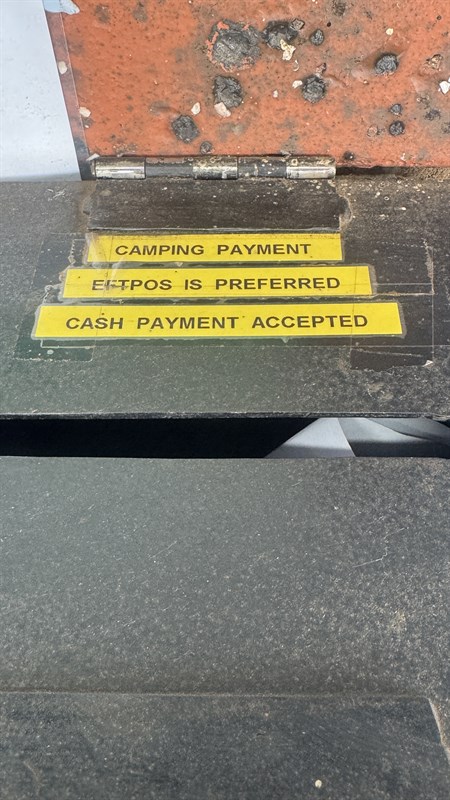 CAMPING PAYMENT
EFTPOS IS PREFERRED
CASH PAYMENT ACCEPTED